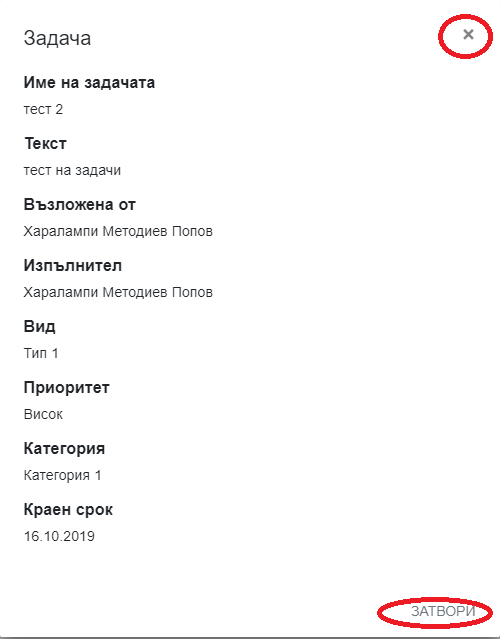 Задача
×
Име на задачата
тест 2
Текст
тест на задачи
Възложена от
Харалампи Методиев Попов
Изпълнител
Харалампи Методиев Попов
Вид
Тип 1
Приоритет
Висок
Категория
Категория 1
Краен срок
16.10.2019
ЗАТВОРИ